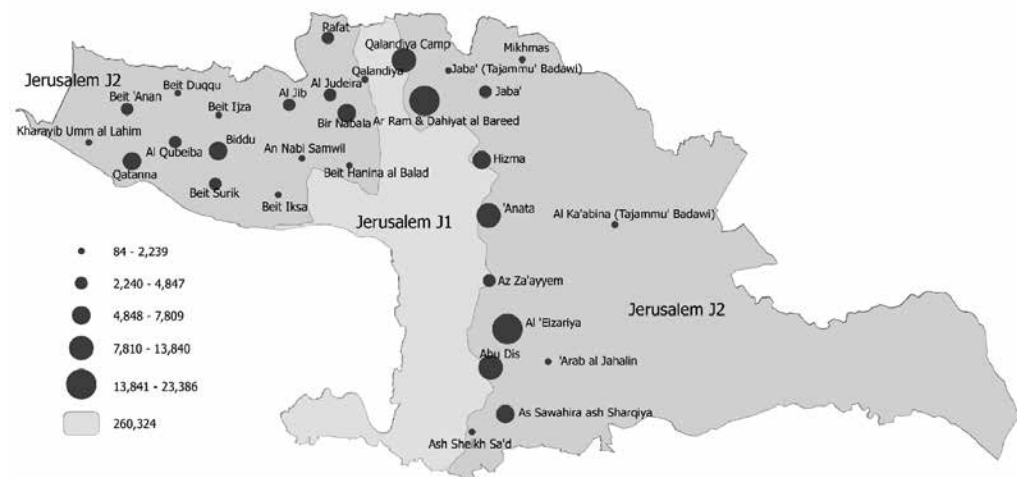 Rafat
Qalandiya Camp
Mikhmas
Qalandiya
Jaba' (Tajammu' Badawi)
Jerusalem J2
Beit Duqqu
Al Judeira
Jaba'
Beit 'Anan
Al Jib
Beit Ijza
Bir Nabala
Ar Ram & Dahiyat al Bareed
Kharayib Umm al Lahim
Biddu
Al Qubeiba
An Nabi Samwil
Hizma
Qatanna
Beit Hanina al Balad
Beit Surik
Beit Iksa
'Anata
Al Ka'abina (Tajammu' Badawi)
Jerusalem J1
84 - 2,239
2,240 - 4,847
4,848 - 7,809
7,810 - 13,840
13,841 - 23,386
260,324
Az Za'ayyem
Jerusalem J2
Al 'Eizariya
Abu Dis
'Arab al Jahalin
As Sawahira ash Sharqiya
Ash Sheikh Sa'd